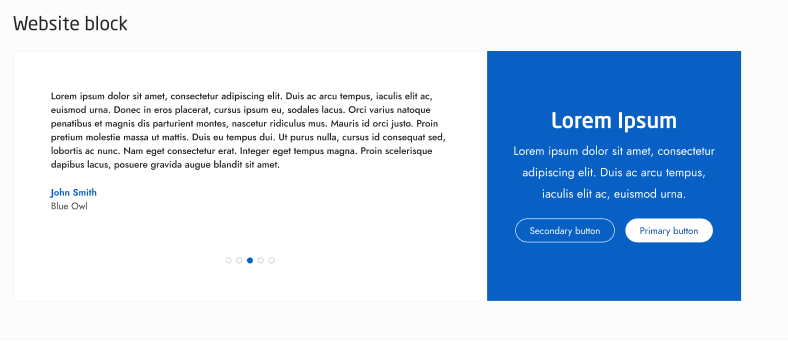 Website block
Lorem ipsum dolor sit amet, consectetur adipiscing elit. Duis ac arcu tempus, iaculis elit ac,
euismod urna. Donec in eros placerat, cursus ipsum eu, sodales lacus. Orci varius natoque
penatibus et magnis dis parturient montes, nascetur ridiculus mus. Mauris id orci justo. Proin
pretium molestie massa ut mattis. Duis eu tempus dui. Ut purus nulla, cursus id consequat sed,
lobortis ac nunc. Nam eget consectetur erat. Integer eget tempus magna. Proin scelerisque
dapibus lacus, posuere gravida augue blandit sit amet.
John Smith
Blue Owl
Lorem Ipsum
Lorem ipsum dolor sit amet, consectetur
adipiscing elit. Duis ac arcu tempus,
iaculis elit ac, euismod urna.
Secondary button
Primary button